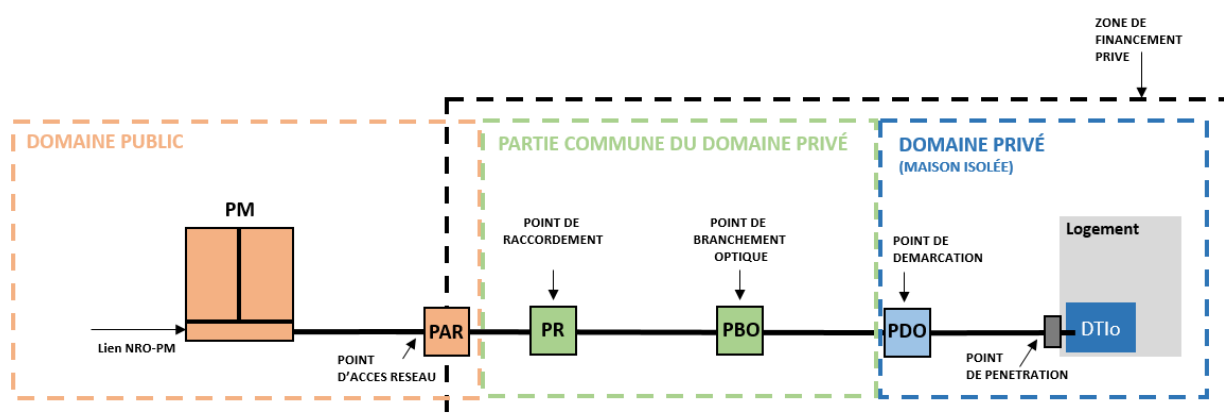 ZONE DE
FINANCEMENT
PRIVE
DOMAINE PUBLIC
PARTIE COMMUNE DU DOMAINE PRIVÉ
DOMAINE PRIVÉ
(MAISON ISOLÉE)
PM
POINT DE
RACCORDEMENT
POINT DE
BRANCHEMENT
OPTIQUE
POINT DE
DEMARCATION
Logement
PAR
PR
PBO
PDO
DTIo
Lien NRO-PM
POINT
D'ACCES RESEAU
POINT
DE PENETRATION